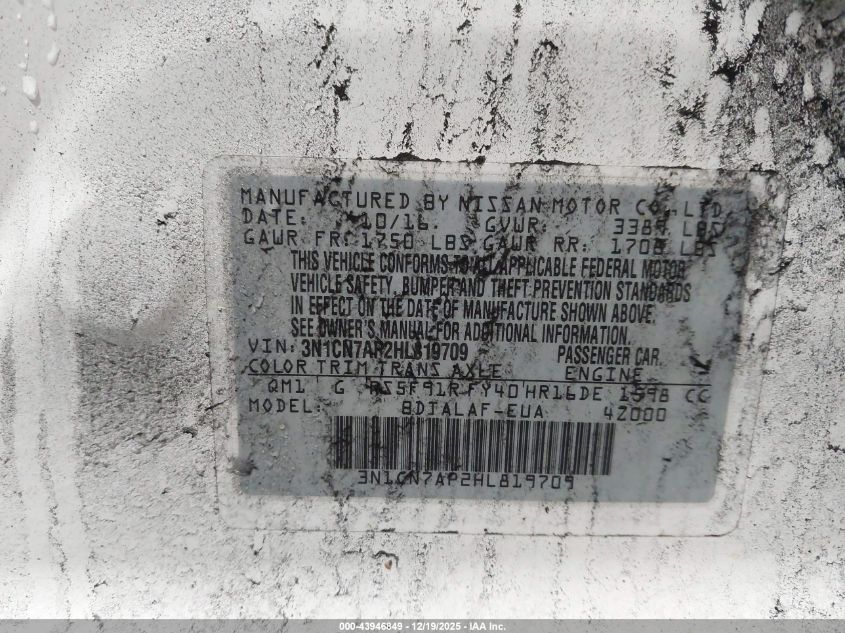 MANUFACTURED BY NISSAN MOTOR CO., LTD.
DATE: 10/16. GVWR: 3389 LBS
GAWR FR: 1750 LBS GAWR RR: 1708 LBS
THIS VEHICLE CONFORMS TO ALL APPLICABLE FEDERAL MOTOR
VEHICLE SAFETY, BUMPER AND THEFT PREVENTION STANDARDS
IN EFFECT ON THE DATE OF MANUFACTURE SHOWN ABOVE.
SEE OWNER'S MANUAL FOR ADDITIONAL INFORMATION.
VIN: 3N1CN7AP2HL819709 PASSENGER CAR
COLOR TRIM TRANS AXLE ENGINE
QM1 G RS5F91R FY40 HR16DE 1598 CC
MODEL: BDTALAF-EUA 42000
3N1CN7AP2HL819709
000-43946849 - 12/19/2025 - IAA Inc.